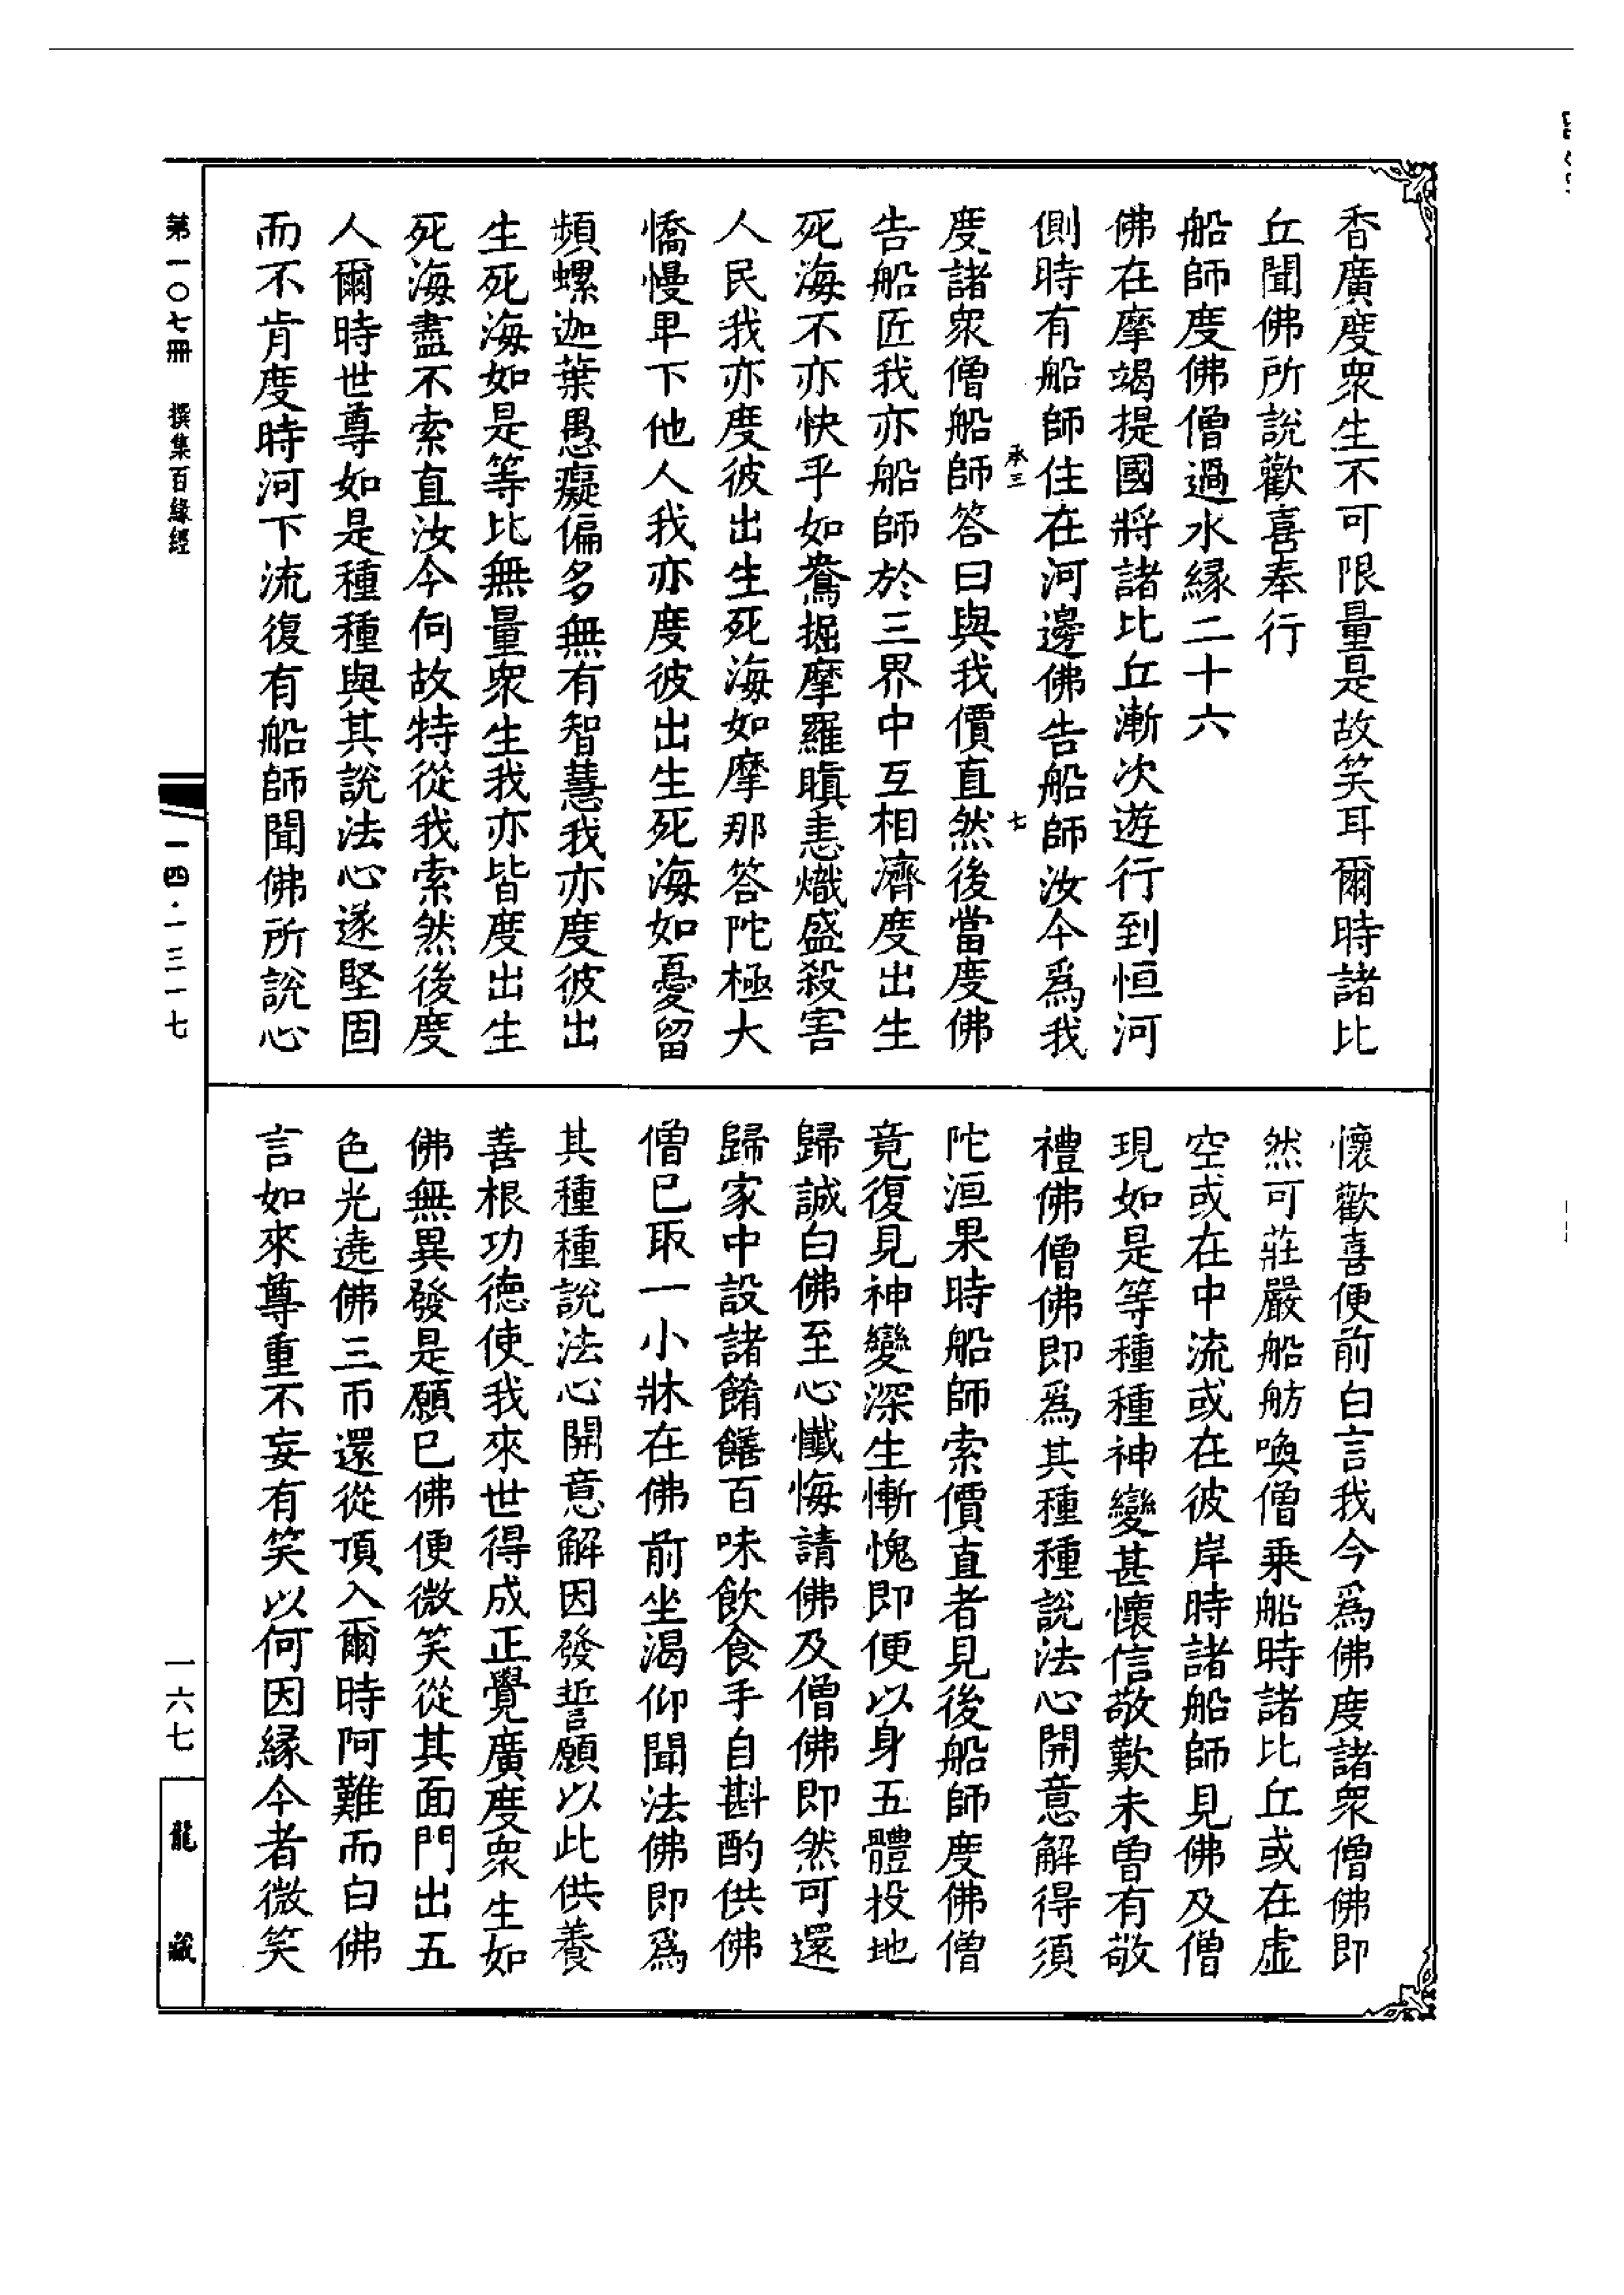 香廣度衆生不可限量是故笑耳爾時諸比
丘聞佛所說歡喜奉行
船師度佛僧過水緣二十六
佛在摩竭提國將諸比丘漸次遊行到恒河
側時有船師住在河邊佛告船師汝今爲我
承三
七
度諸衆僧船師答曰與我價直然後當度佛
告船匠我亦船師於三界中互相濟度出生
死海不亦快乎如鴦掘摩羅瞋恚熾盛殺害
人民我亦度彼出生死海如摩那答陀極大
憍慢卑下他人我亦度彼出生死海如憂留
頻螺迦葉愚癡偏多無有智慧我亦度彼出
生死海如是等比無量衆生我亦皆度出生
死海盡不索直汝今何故特從我索然後度
人爾時世尊如是種種與其說法心遂堅固
而不肯度時河下流復有船師聞佛所說心
懷歡喜便前白言我今爲佛度諸衆僧佛即
然可莊嚴船舫喚僧乘船時諸比丘或在虛
空或在中流或在彼岸時諸船師見佛及僧
現如是等種種神變甚懷信敬歎未曾有敬
禮佛僧佛即爲其種種說法心開意解得須
陀洹果時船師索價直者見後船師度佛僧
竟復見神變深生慚愧即便以身五體投地
歸誠白佛至心懺悔請佛及僧佛即然可還
歸家中設諸餚饍百味飲食手自斟酌供佛
僧已取一小牀在佛前坐渴仰聞法佛即爲
其種種說法心開意解因發誓願以此供養
善根功德使我來世得成正覺廣度衆生如
佛無異發是願已佛便微笑從其面門出五
色光遶佛三帀還從頂入爾時阿難而白佛
言如來尊重不妄有笑以何因緣今者微笑
第一〇七冊　撰集百緣經
一四·一三一七
一六七
龍藏